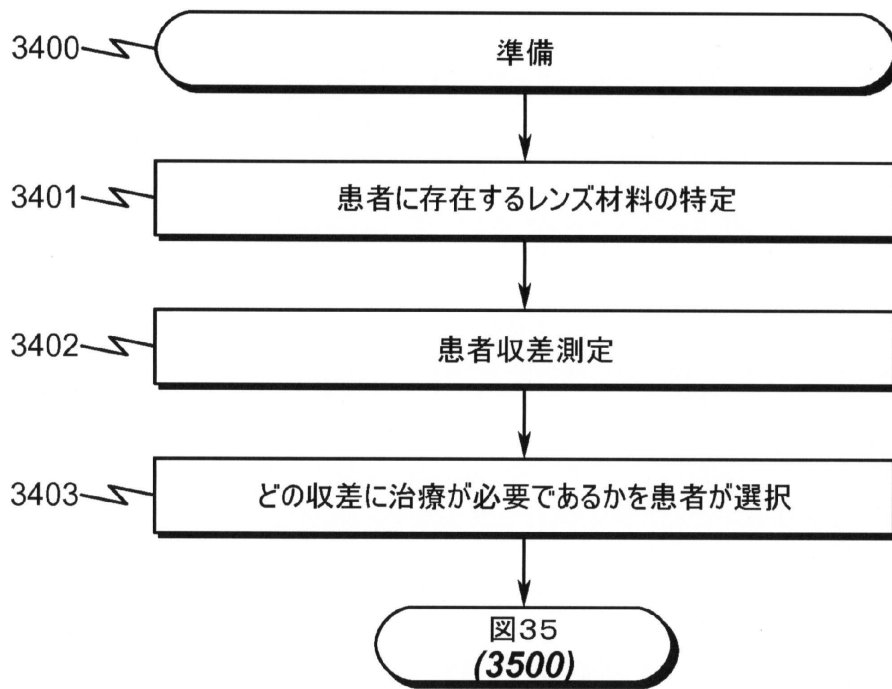 3400
準備
3401
患者に存在するレンズ材料の特定
3402
患者収差測定
3403
どの収差に治療が必要であるかを患者が選択
図35
(3500)